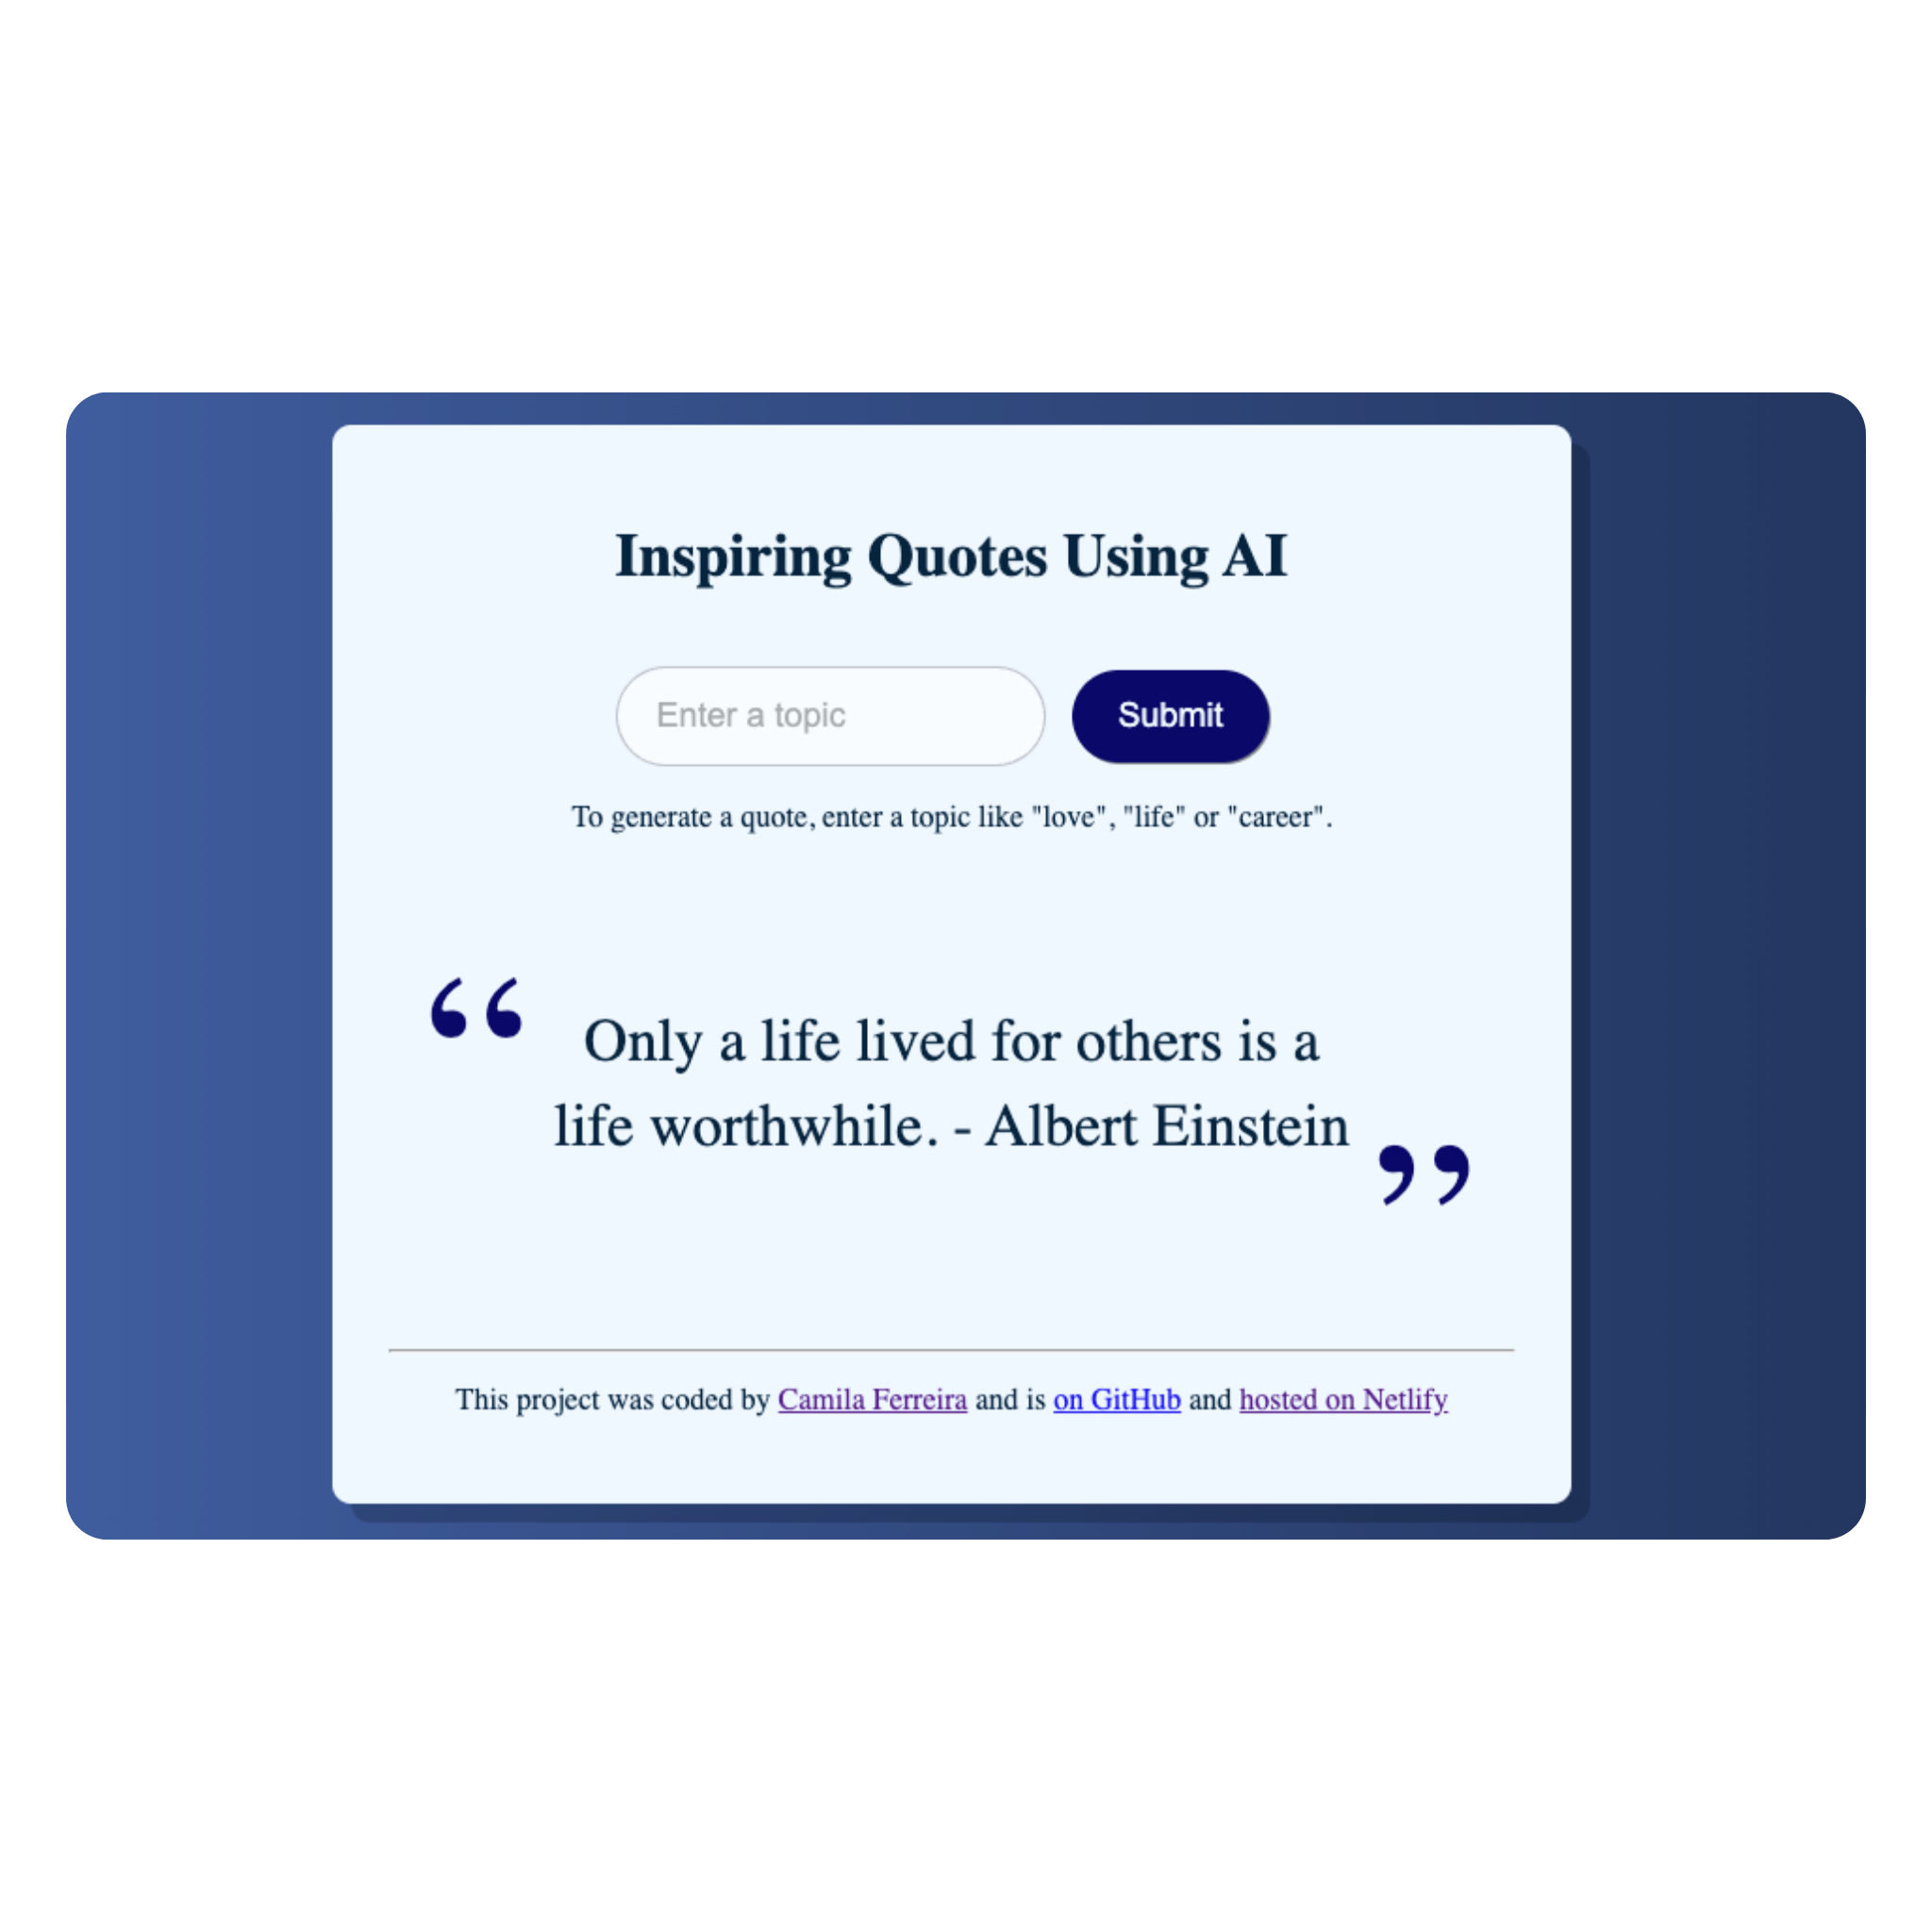 Inspiring Quotes Using AI
Enter a topic
Submit
To generate a quote, enter a topic like "love", "life" or "career".
“ Only a life lived for others is a
life worthwhile. - Albert Einstein ”
This project was coded by Camila Ferreira and is on GitHub and hosted on Netlify